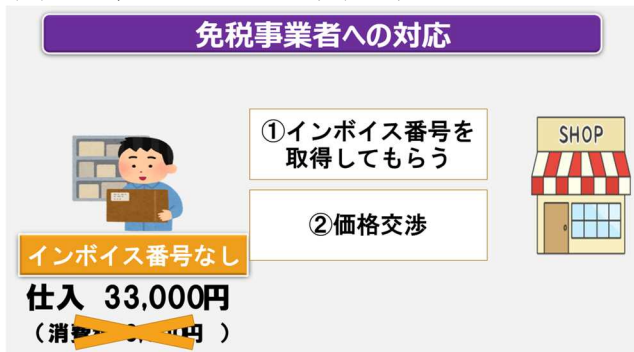 免税事業者への対応
①インボイス番号を
取得してもらう
SHOP
②価格交渉
インボイス番号なし
仕入 33,000円
（消 円 ）